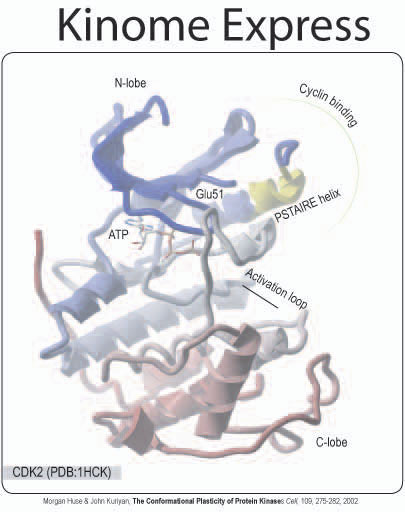 Kinome Express
N-lobe
Cyclin binding
Glu51
PSTAIRE helix
ATP
Activation loop
C-lobe
CDK2 (PDB:1HCK)
Morgan Huse & John Kuriyan, The Conformational Plasticity of Protein Kinases Cell, 109, 275-282, 2002